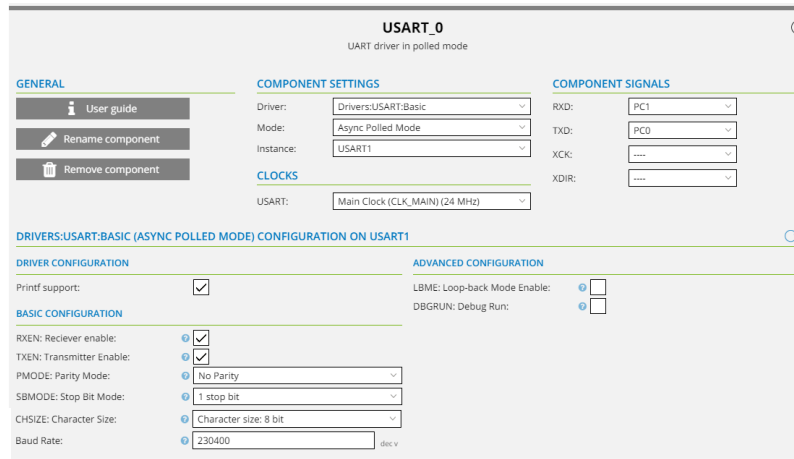 USART_0
UART driver in polled mode
GENERAL
User guide
Rename component
Remove component
COMPONENT SETTINGS
Driver: Drivers:USART:Basic
Mode: Async Polled Mode
Instance: USART1
CLOCKS
USART: Main Clock (CLK_MAIN) (24 MHz)
COMPONENT SIGNALS
RXD: PC1
TXD: PC0
XCK: ----
XDIR: ----
DRIVERS:USART:BASIC (ASYNC POLLED MODE) CONFIGURATION ON USART1
DRIVER CONFIGURATION
Printf support:
BASIC CONFIGURATION
RXEN: Reciever enable:
TXEN: Transmitter Enable:
PMODE: Parity Mode: No Parity
SBMODE: Stop Bit Mode: 1 stop bit
CHSIZE: Character Size: Character size: 8 bit
Baud Rate: 230400 dec v
ADVANCED CONFIGURATION
LBME: Loop-back Mode Enable:
DBGRUN: Debug Run: